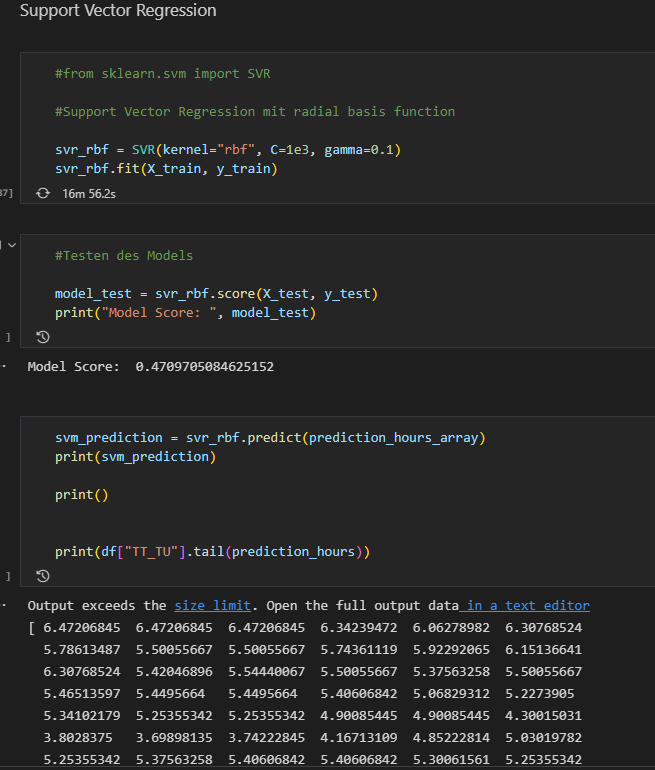 Support Vector Regression
#from sklearn.svm import SVR
#Support Vector Regression mit radial basis function
svr_rbf = SVR(kernel="rbf", C=1e3, gamma=0.1)
svr_rbf.fit(X_train, y_train)
37] 16m 56.2s
#Testen des Models
model_test = svr_rbf.score(X_test, y_test)
print("Model Score: ", model_test)
]
Model Score:  0.4709705084625152
svm_prediction = svr_rbf.predict(prediction_hours_array)
print(svm_prediction)
print()
print(df["TT_TU"].tail(prediction_hours))
]
Output exceeds the size limit. Open the full output data in a text editor
[ 6.47206845  6.47206845  6.47206845  6.34239472  6.06278982  6.30768524
5.78613487  5.50055667  5.50055667  5.74361119  5.92292065  6.15136641
6.30768524  5.42046896  5.54440067  5.50055667  5.37563258  5.50055667
5.46513597  5.4495664   5.4495664   5.40606842  5.06829312  5.2273905
5.34102179  5.25355342  5.25355342  4.90085445  4.90085445  4.30015031
3.8028375   3.69898135  3.74222845  4.16713109  4.85222814  5.03019782
5.25355342  5.37563258  5.40606842  5.40606842  5.30061561  5.25355342